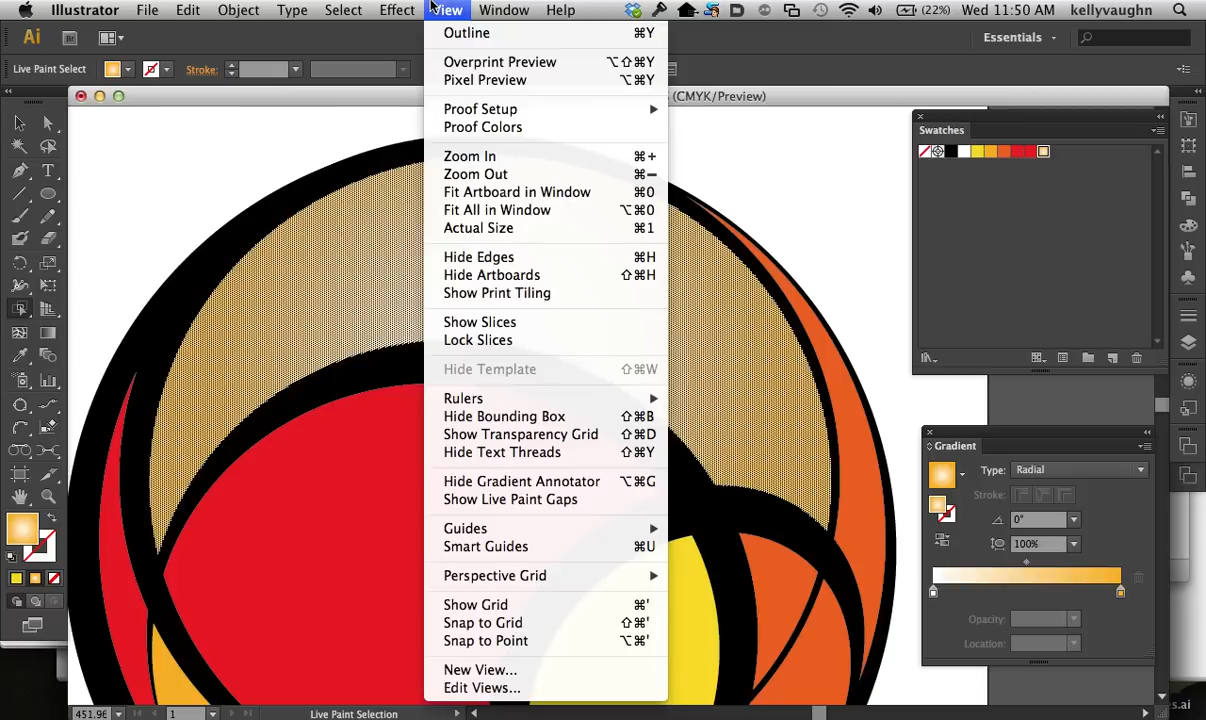 Illustrator File Edit Object Type Select Effect View Window Help (22%) Wed 11:50 AM kellyvaughn
Ai Br Essentials
Live Paint Select Stroke:
% (CMYK/Preview)
Outline ⌘Y
Overprint Preview ⌥⇧⌘Y
Pixel Preview ⌥⌘Y
Proof Setup
Proof Colors
Zoom In ⌘+
Zoom Out ⌘−
Fit Artboard in Window ⌘0
Fit All in Window ⌥⌘0
Actual Size ⌘1
Hide Edges ⌘H
Hide Artboards ⇧⌘H
Show Print Tiling
Show Slices
Lock Slices
Hide Template ⇧⌘W
Rulers
Hide Bounding Box ⇧⌘B
Show Transparency Grid ⇧⌘D
Hide Text Threads ⇧⌘Y
Hide Gradient Annotator ⌥⌘G
Show Live Paint Gaps
Guides
Smart Guides ⌘U
Perspective Grid
Show Grid ⌘'
Snap to Grid ⇧⌘'
Snap to Point ⌥⌘'
New View...
Edit Views...
Swatches
Gradient
Type: Radial
Stroke:
0°
100%
Opacity:
Location:
451.96 1 Live Paint Selection
es.ai